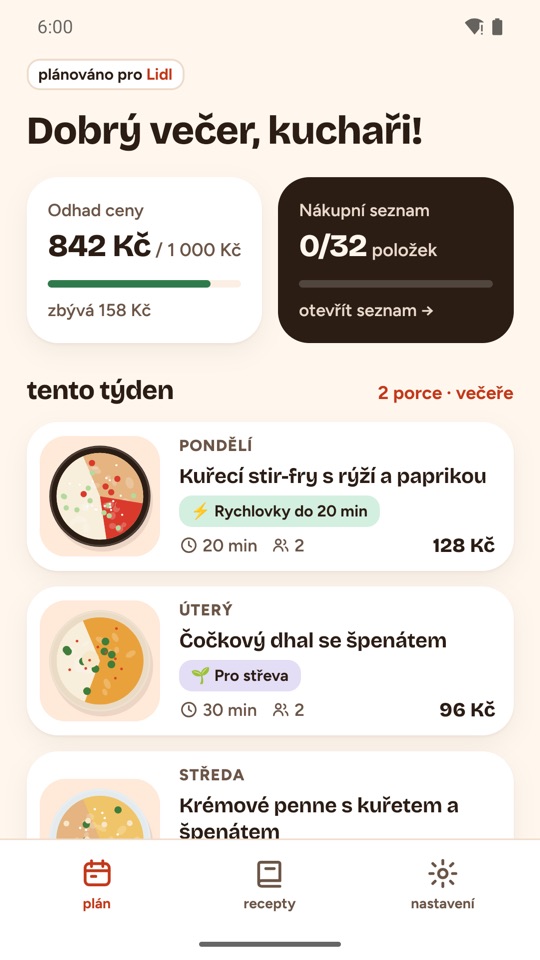 6:00
plánováno pro Lidl
Dobrý večer, kuchaři!
Odhad ceny
842 Kč / 1 000 Kč
zbývá 158 Kč
Nákupní seznam
0/32 položek
otevřít seznam →
tento týden
2 porce · večeře
PONDĚLÍ
Kuřecí stir-fry s rýží a paprikou
⚡ Rychlovky do 20 min
20 min 2
128 Kč
ÚTERÝ
Čočkový dhal se špenátem
🌱 Pro střeva
30 min 2
96 Kč
STŘEDA
Krémové penne s kuřetem a
špenátem
plán
recepty
nastavení